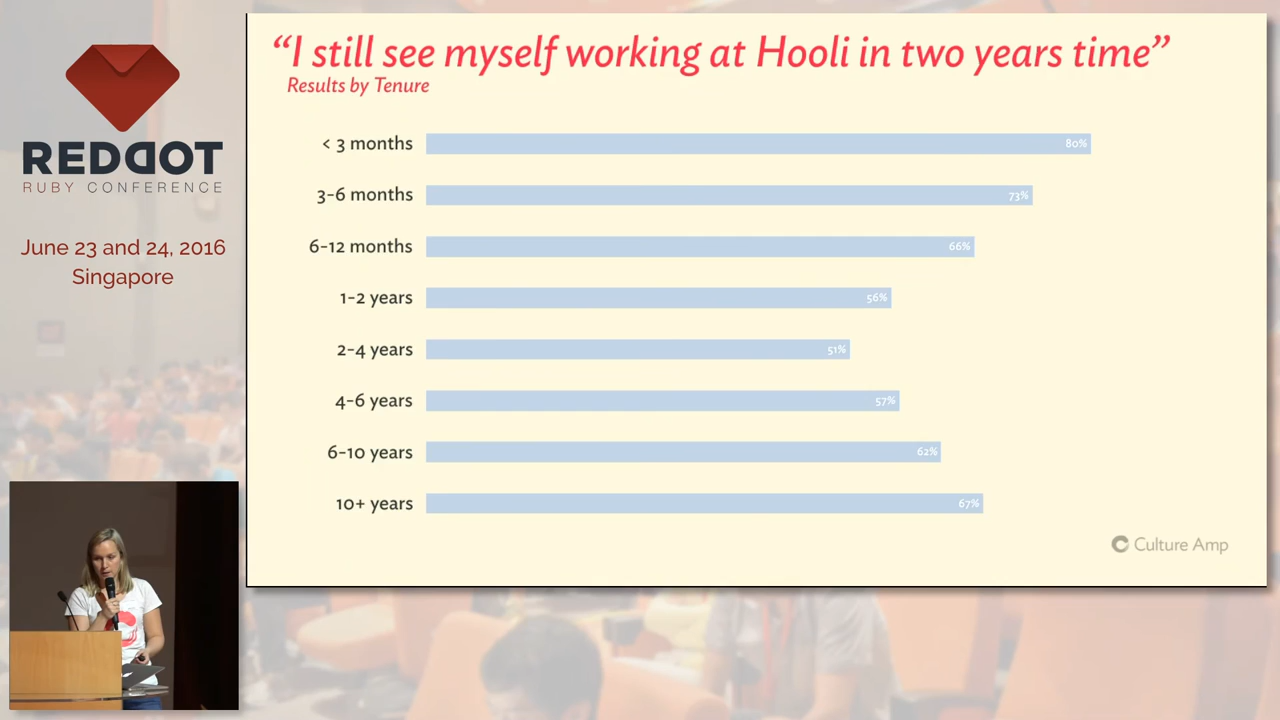 REDDOT
RUBY CONFERENCE
June 23 and 24, 2016
Singapore
“I still see myself working at Hooli in two years time”
Results by Tenure
< 3 months 80%
3-6 months 73%
6-12 months 66%
1-2 years 56%
2-4 years 51%
4-6 years 57%
6-10 years 62%
10+ years 67%
Culture Amp